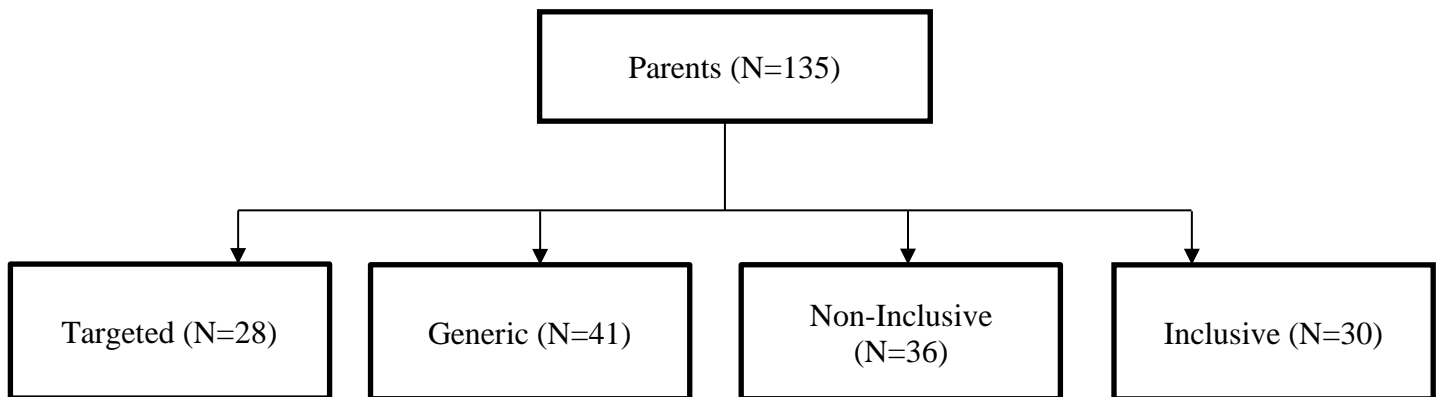 Parents (N=135)
Targeted (N=28)
Generic (N=41)
Non-Inclusive
(N=36)
Inclusive (N=30)